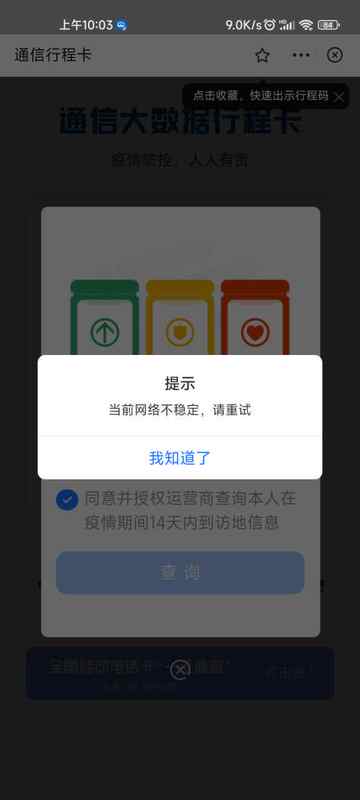 上午10:03
9.0K/s
HD
84
通信行程卡
点击收藏，快速出示行程码
通信大数据行程卡
疫情防控，人人有责
提示
当前网络不稳定，请重试
我知道了
同意并授权运营商查询本人在
疫情期间14天内到访地信息
查 询